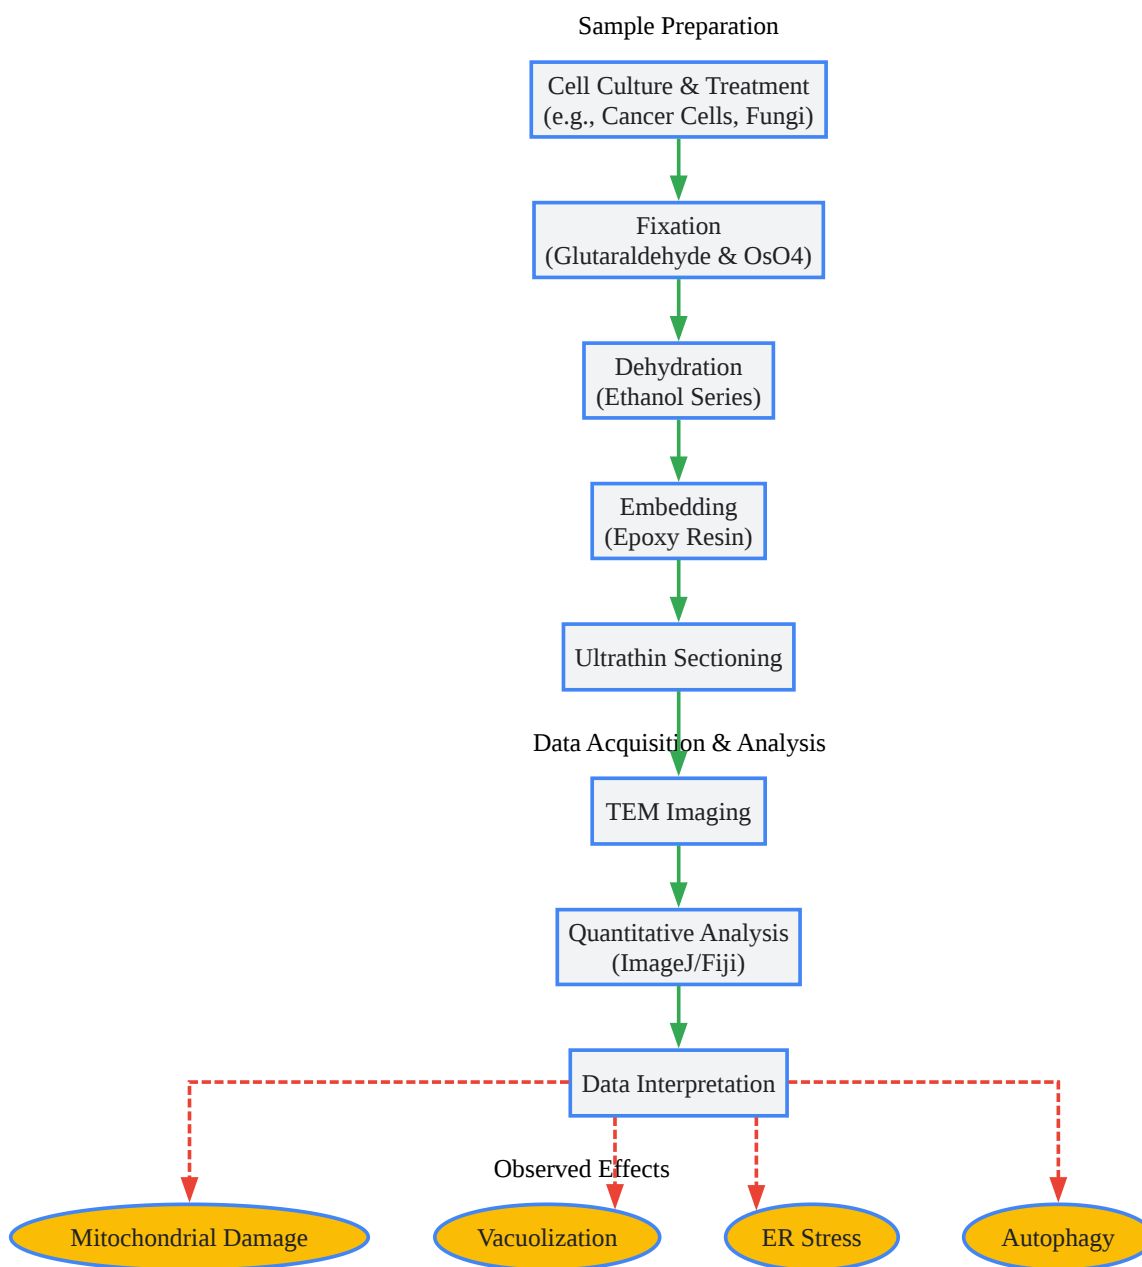 Sample Preparation
Cell Culture & Treatment
(e.g., Cancer Cells, Fungi)
Fixation
(Glutaraldehyde & OsO4)
Dehydration
(Ethanol Series)
Embedding
(Epoxy Resin)
Ultrathin Sectioning
Data Acquisition & Analysis
TEM Imaging
Quantitative Analysis
(ImageJ/Fiji)
Data Interpretation
Observed Effects
Mitochondrial Damage
Vacuolization
ER Stress
Autophagy